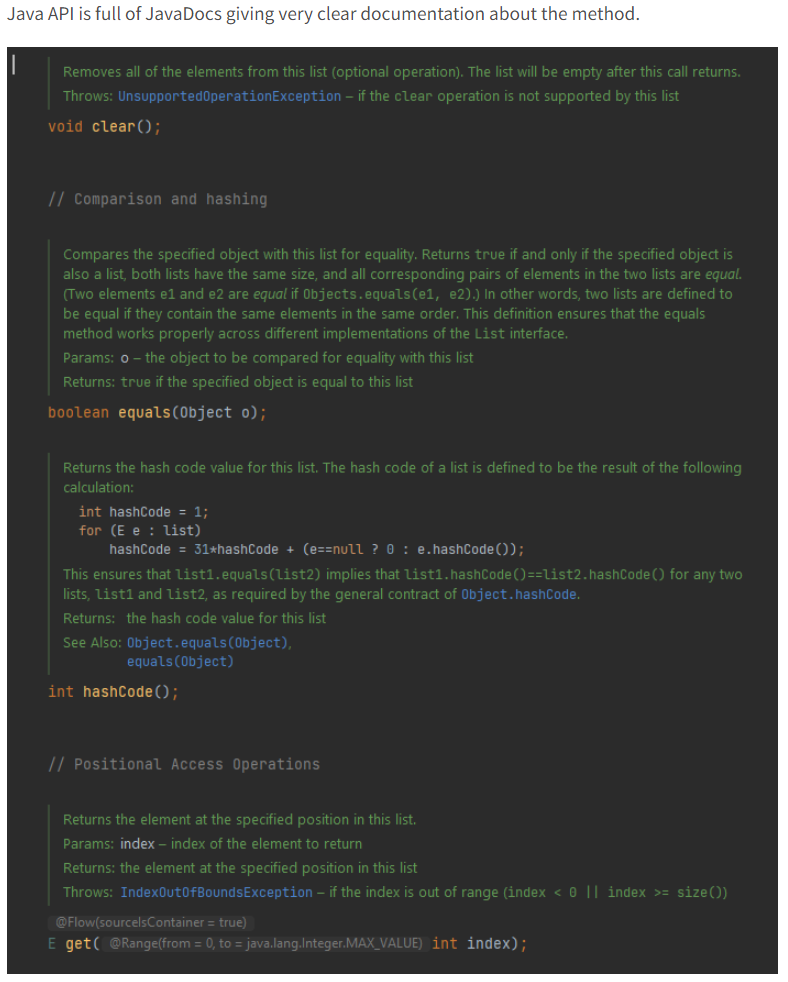 Java API is full of JavaDocs giving very clear documentation about the method.
Removes all of the elements from this list (optional operation). The list will be empty after this call returns.
Throws: UnsupportedOperationException – if the clear operation is not supported by this list
void clear();
// Comparison and hashing
Compares the specified object with this list for equality. Returns true if and only if the specified object is
also a list, both lists have the same size, and all corresponding pairs of elements in the two lists are equal.
(Two elements e1 and e2 are equal if Objects.equals(e1, e2).) In other words, two lists are defined to
be equal if they contain the same elements in the same order. This definition ensures that the equals
method works properly across different implementations of the List interface.
Params: o – the object to be compared for equality with this list
Returns: true if the specified object is equal to this list
boolean equals(Object o);
Returns the hash code value for this list. The hash code of a list is defined to be the result of the following
calculation:
int hashCode = 1;
for (E e : list)
hashCode = 31*hashCode + (e==null ? 0 : e.hashCode());
This ensures that list1.equals(list2) implies that list1.hashCode()==list2.hashCode() for any two
lists, list1 and list2, as required by the general contract of Object.hashCode.
Returns: the hash code value for this list
See Also: Object.equals(Object),
equals(Object)
int hashCode();
// Positional Access Operations
Returns the element at the specified position in this list.
Params: index – index of the element to return
Returns: the element at the specified position in this list
Throws: IndexOutOfBoundsException – if the index is out of range (index < 0 || index >= size())
@Flow(sourceIsContainer = true)
E get( @Range(from = 0, to = java.lang.Integer.MAX_VALUE) int index);